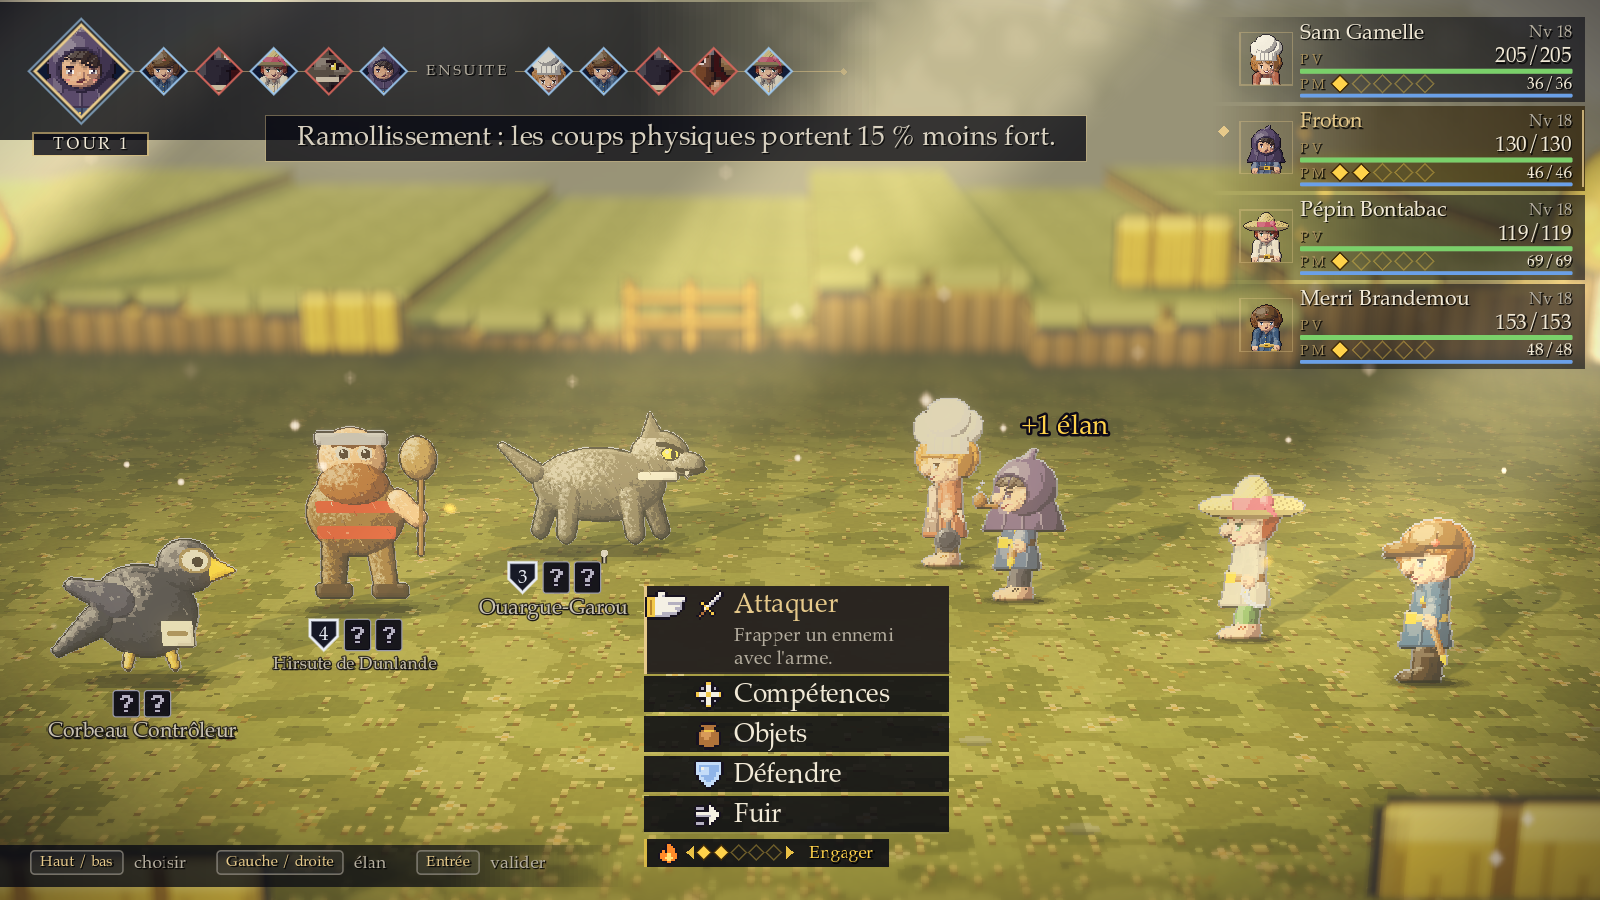 ENSUITE
TOUR 1
Ramollissement : les coups physiques portent 15 % moins fort.
Sam Gamelle Nv 18
PV 205/205
PM 36/36
Froton Nv 18
PV 130/130
PM 46/46
Pépin Bontabac Nv 18
PV 119/119
PM 69/69
Merri Brandemou Nv 18
PV 153/153
PM 48/48
+1 élan
3 ? ?
Ouargue-Garou
4 ? ?
Hirsute de Dunlande
? ?
Corbeau Contrôleur
Attaquer
Frapper un ennemi
avec l'arme.
Compétences
Objets
Défendre
Fuir
Engager
Haut / bas choisir Gauche / droite élan Entrée valider